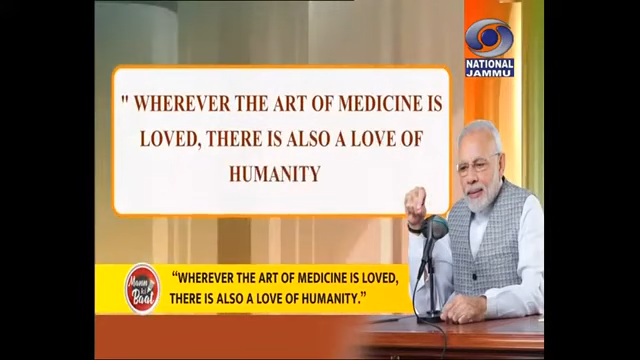 NATIONAL
JAMMU
" WHEREVER THE ART OF MEDICINE IS
LOVED, THERE IS ALSO A LOVE OF
HUMANITY
Mann
ki
Baat
“WHEREVER THE ART OF MEDICINE IS LOVED,
THERE IS ALSO A LOVE OF HUMANITY.”